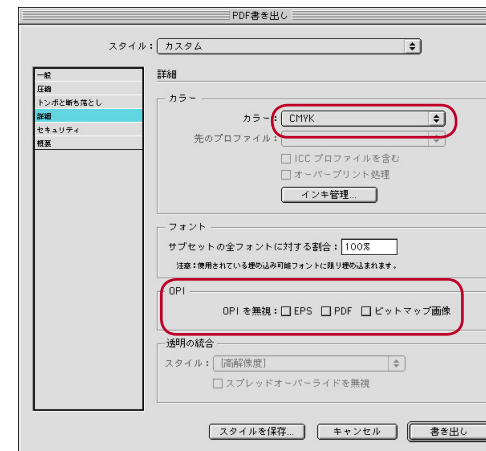 PDF書き出し
スタイル： カスタム
一般
圧縮
トンボと断ち落とし
詳細
セキュリティ
概要
詳細
カラー
カラー： CMYK
先のプロファイル：
ICC プロファイルを含む
オーバープリント処理
インキ管理...
フォント
サブセットの全フォントに対する割合： 100%
注意：使用されている埋め込み可能フォントに限り埋め込まれます。
OPI
OPI を無視： EPS PDF ビットマップ画像
透明の統合
スタイル： [高解像度]
スプレッドオーバーライドを無視
スタイルを保存... キャンセル 書き出し